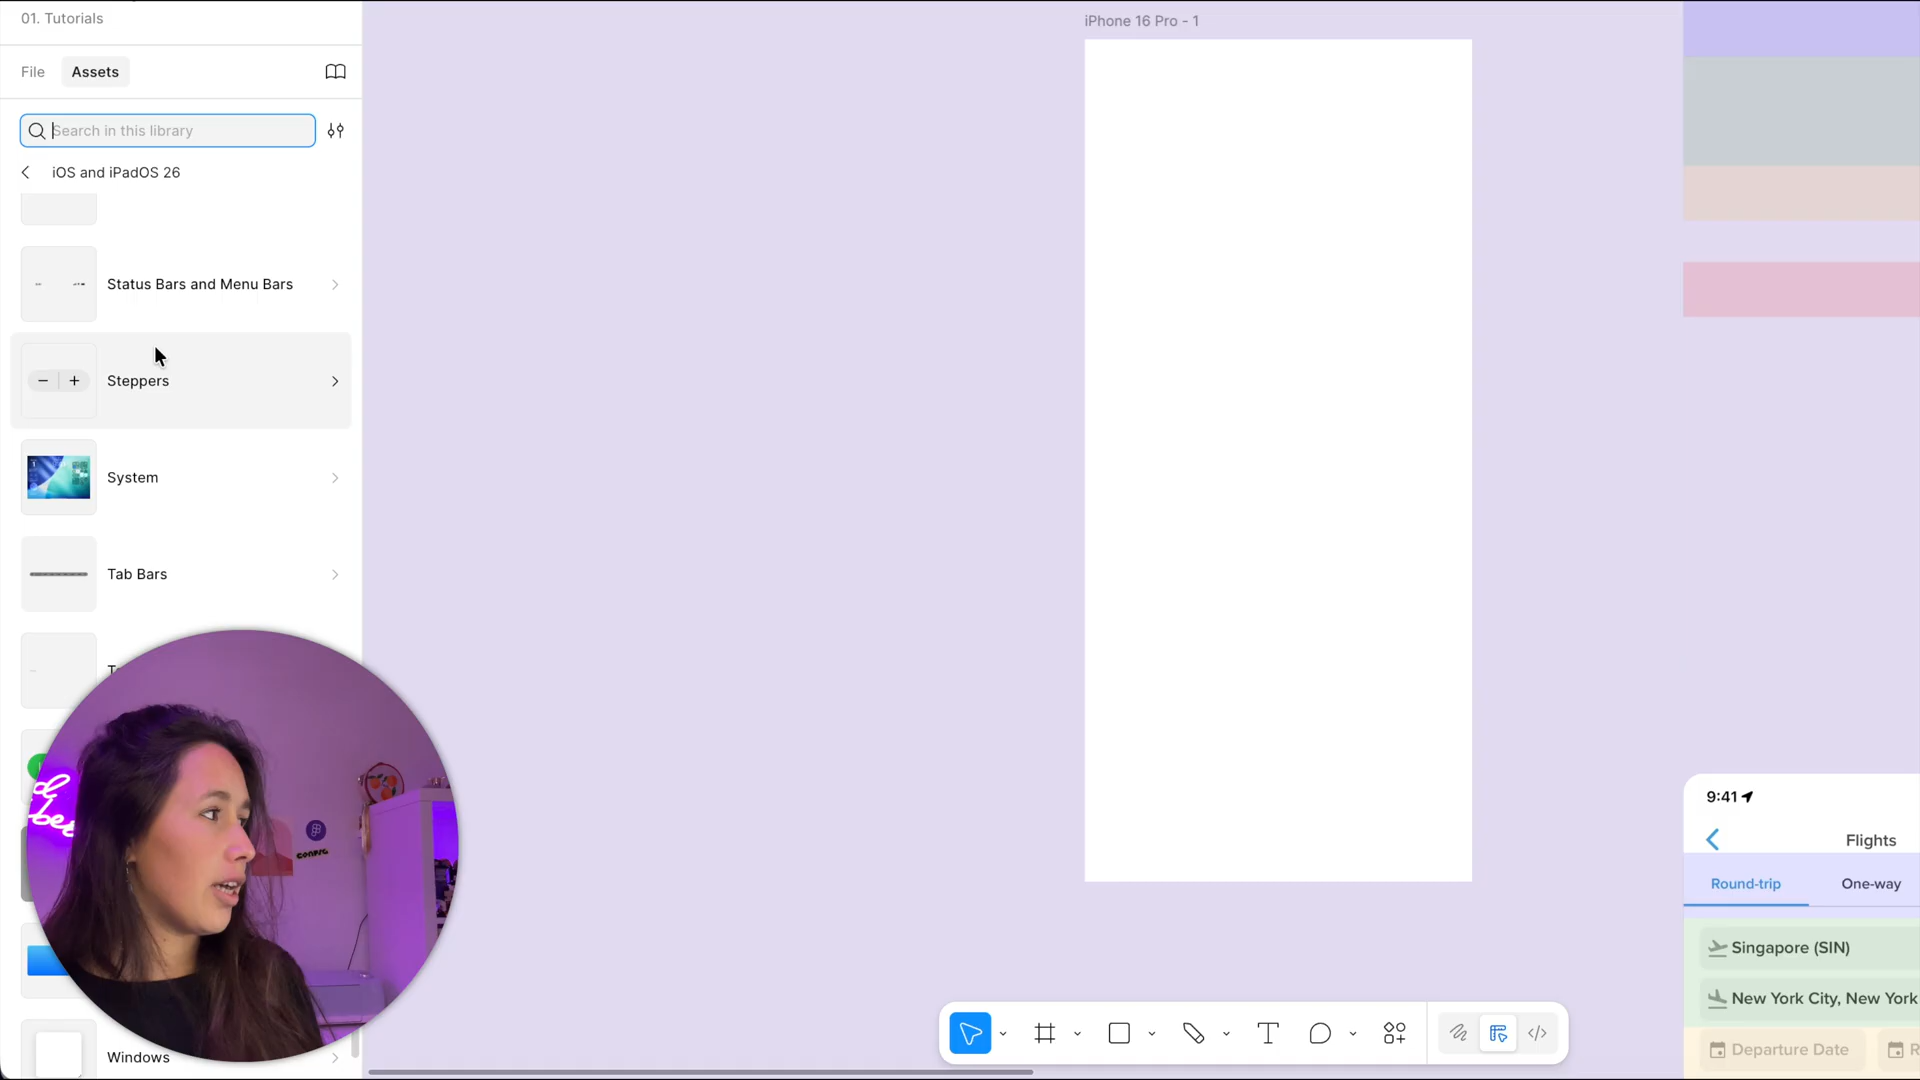 01. Tutorials
iPhone 16 Pro - 1
File
Assets
Search in this library
iOS and iPadOS 26
Status Bars and Menu Bars
Steppers
System
Tab Bars
Windows
CONFIG
9:41
Flights
Round-trip
One-way
Singapore (SIN)
New York City, New York
Departure Date